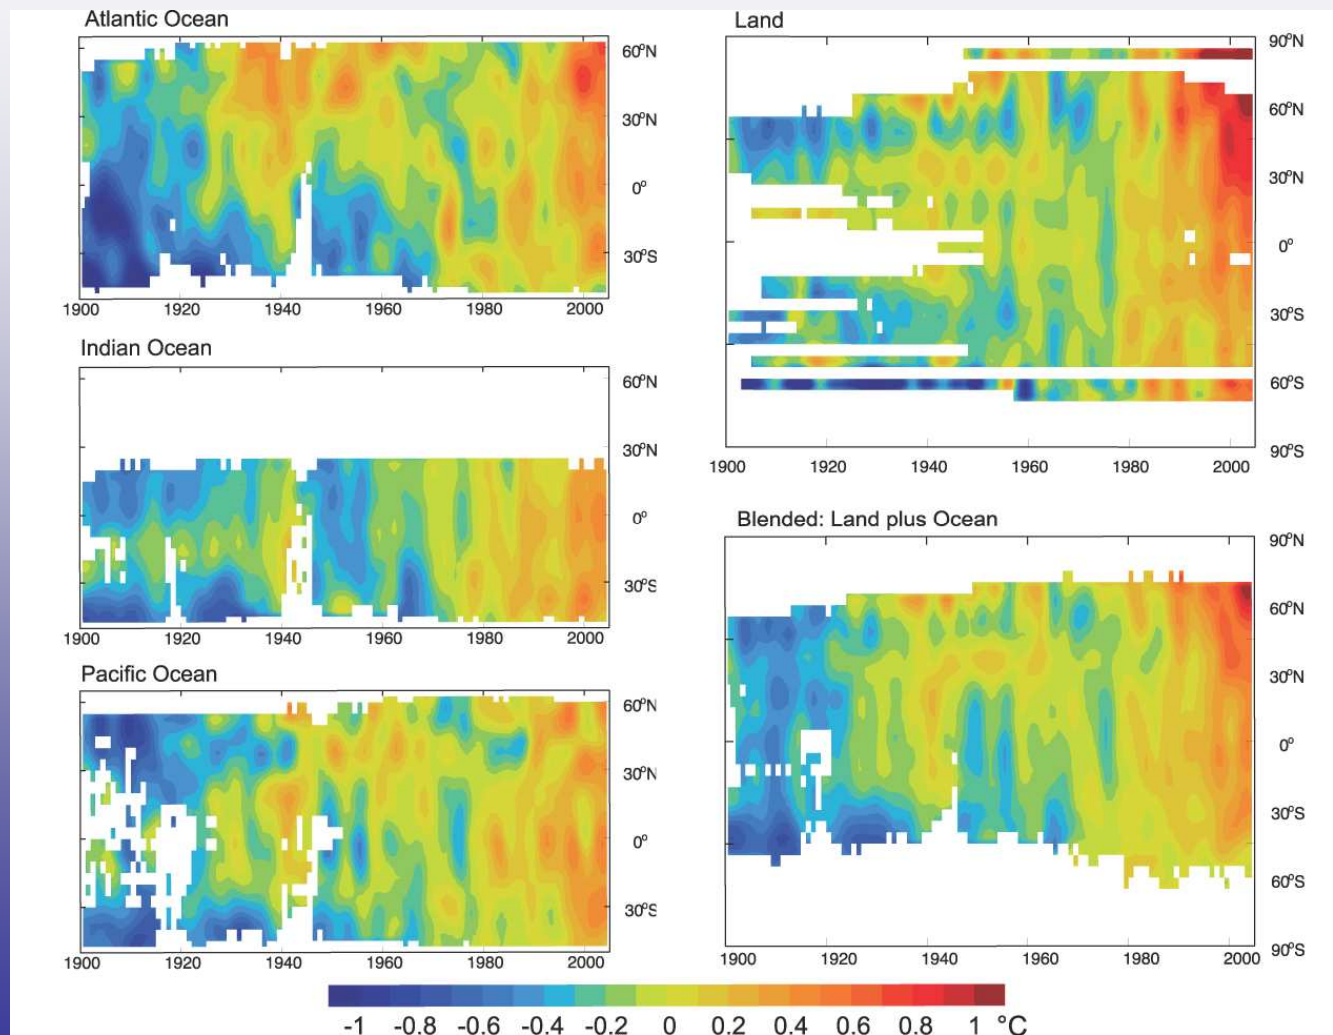 Atlantic Ocean
60°N
30°N
0°
30°S
1900 1920 1940 1960 1980 2000
Indian Ocean
60°N
30°N
0°
30°S
1900 1920 1940 1960 1980 2000
Pacific Ocean
60°N
30°N
0°
30°S
1900 1920 1940 1960 1980 2000
Land
90°N
60°N
30°N
0°
30°S
60°S
90°S
1900 1920 1940 1960 1980 2000
Blended: Land plus Ocean
90°N
60°N
30°N
0°
30°S
60°S
90°S
1900 1920 1940 1960 1980 2000
-1 -0.8 -0.6 -0.4 -0.2 0 0.2 0.4 0.6 0.8 1 °C